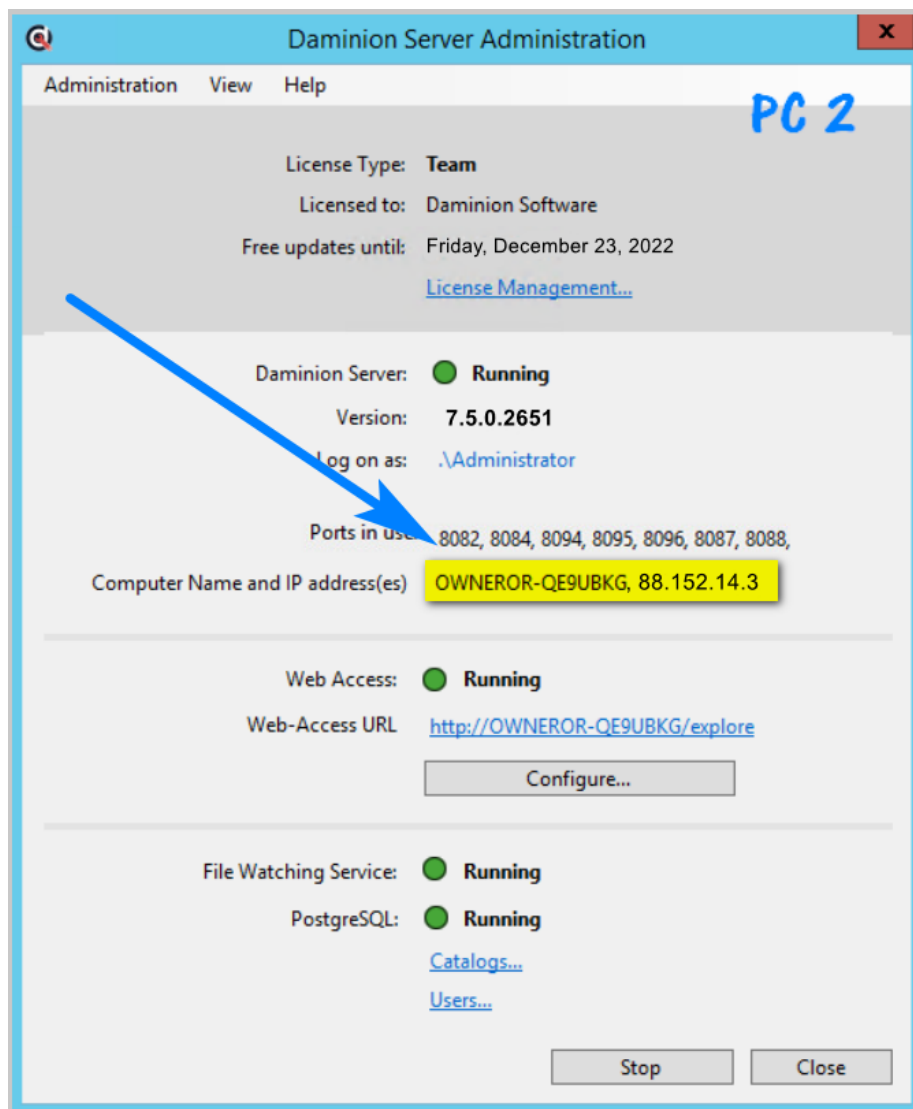 Daminion Server Administration
x
Administration View Help
PC 2
License Type: Team
Licensed to: Daminion Software
Free updates until: Friday, December 23, 2022
License Management...
Daminion Server: Running
Version: 7.5.0.2651
Log on as: .\Administrator
Ports in use 8082, 8084, 8094, 8095, 8096, 8087, 8088,
Computer Name and IP address(es) OWNEROR-QE9UBKG, 88.152.14.3
Web Access: Running
Web-Access URL http://OWNEROR-QE9UBKG/explore
Configure...
File Watching Service: Running
PostgreSQL: Running
Catalogs...
Users...
Stop Close